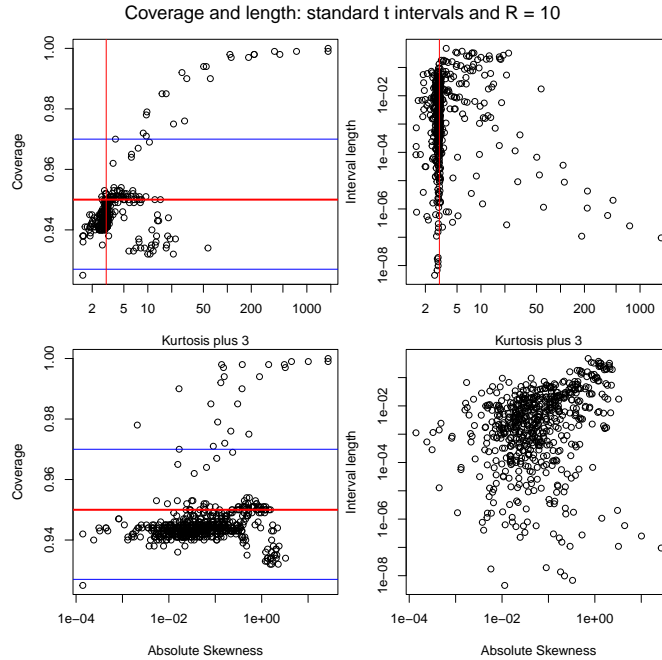 Coverage and length: standard t intervals and R = 10
Coverage
0.94 0.96 0.98 1.00
2 5 10 50 200 1000
Kurtosis plus 3
Interval length
1e-08 1e-06 1e-04 1e-02
2 5 10 50 200 1000
Kurtosis plus 3
Coverage
0.94 0.96 0.98 1.00
1e-04 1e-02 1e+00
Absolute Skewness
Interval length
1e-08 1e-06 1e-04 1e-02
1e-04 1e-02 1e+00
Absolute Skewness